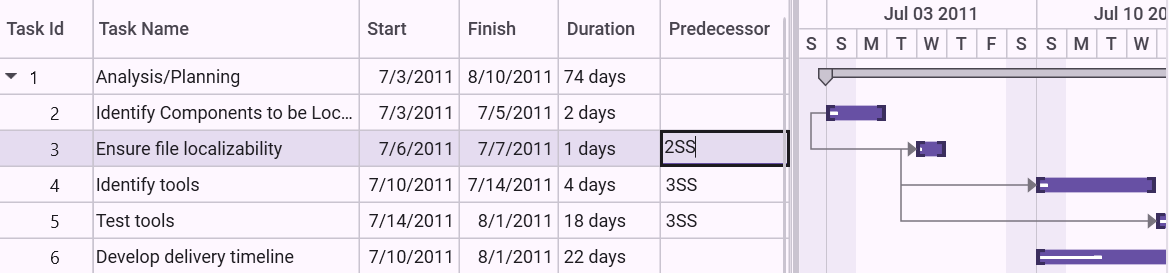 Task Id Task Name Start Finish Duration Predecessor Jul 03 2011 Jul 10 20
S S M T W T F S S M T W
1 Analysis/Planning 7/3/2011 8/10/2011 74 days
2 Identify Components to be Loc... 7/3/2011 7/5/2011 2 days
3 Ensure file localizability 7/6/2011 7/7/2011 1 days 2SS
4 Identify tools 7/10/2011 7/14/2011 4 days 3SS
5 Test tools 7/14/2011 8/1/2011 18 days 3SS
6 Develop delivery timeline 7/10/2011 8/1/2011 22 days